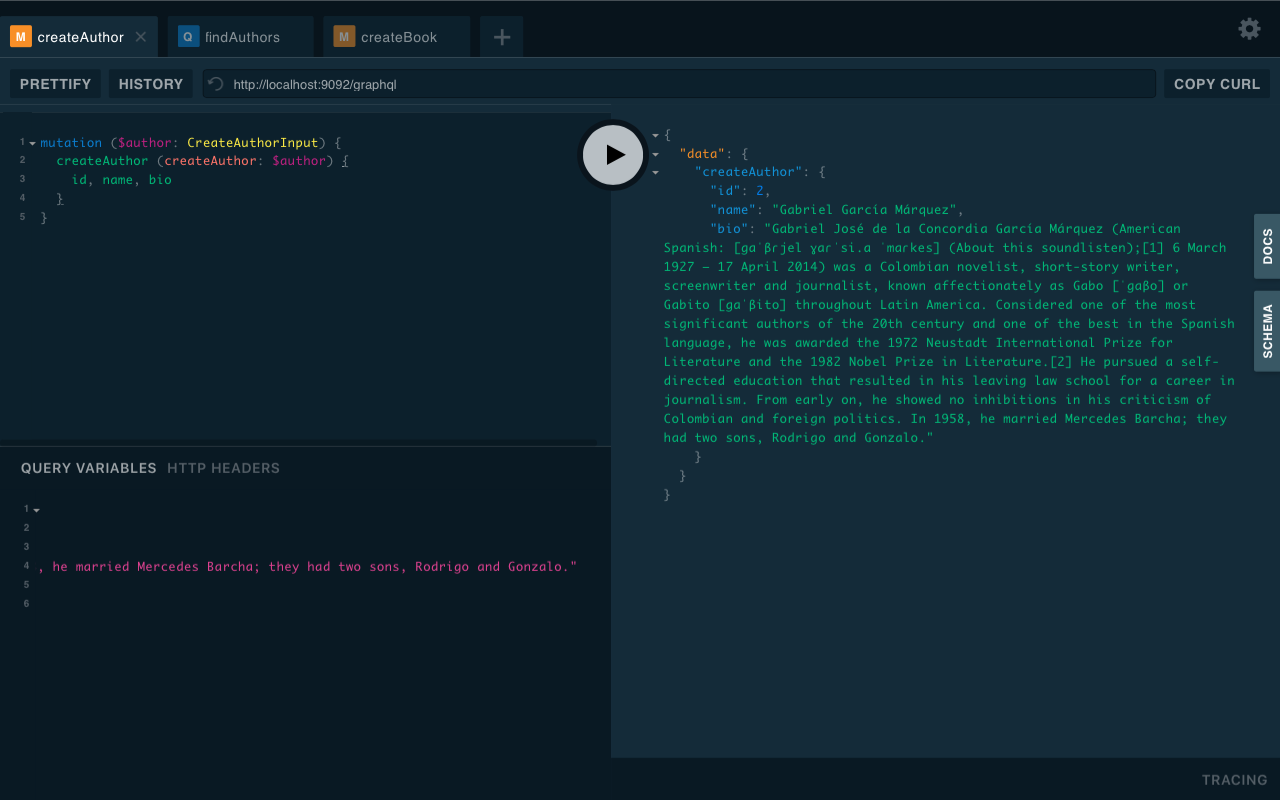 M createAuthor
Q findAuthors
M createBook
PRETTIFY
HISTORY
http://localhost:9092/graphql
COPY CURL
1 mutation ($author: CreateAuthorInput) {
2 createAuthor (createAuthor: $author) {
3 id, name, bio
4 }
5 }
QUERY VARIABLES
HTTP HEADERS
1
2
3
4 , he married Mercedes Barcha; they had two sons, Rodrigo and Gonzalo."
5
6
{
"data": {
"createAuthor": {
"id": 2,
"name": "Gabriel García Márquez",
"bio": "Gabriel José de la Concordia García Márquez (American
Spanish: [ɡaˈβɾjel ɣaɾˈsi.a ˈmaɾkes] (About this soundlisten);[1] 6 March
1927 – 17 April 2014) was a Colombian novelist, short-story writer,
screenwriter and journalist, known affectionately as Gabo [ˈɡaβo] or
Gabito [ɡaˈβito] throughout Latin America. Considered one of the most
significant authors of the 20th century and one of the best in the Spanish
language, he was awarded the 1972 Neustadt International Prize for
Literature and the 1982 Nobel Prize in Literature.[2] He pursued a self-
directed education that resulted in his leaving law school for a career in
journalism. From early on, he showed no inhibitions in his criticism of
Colombian and foreign politics. In 1958, he married Mercedes Barcha; they
had two sons, Rodrigo and Gonzalo."
}
}
}
DOCS
SCHEMA
TRACING